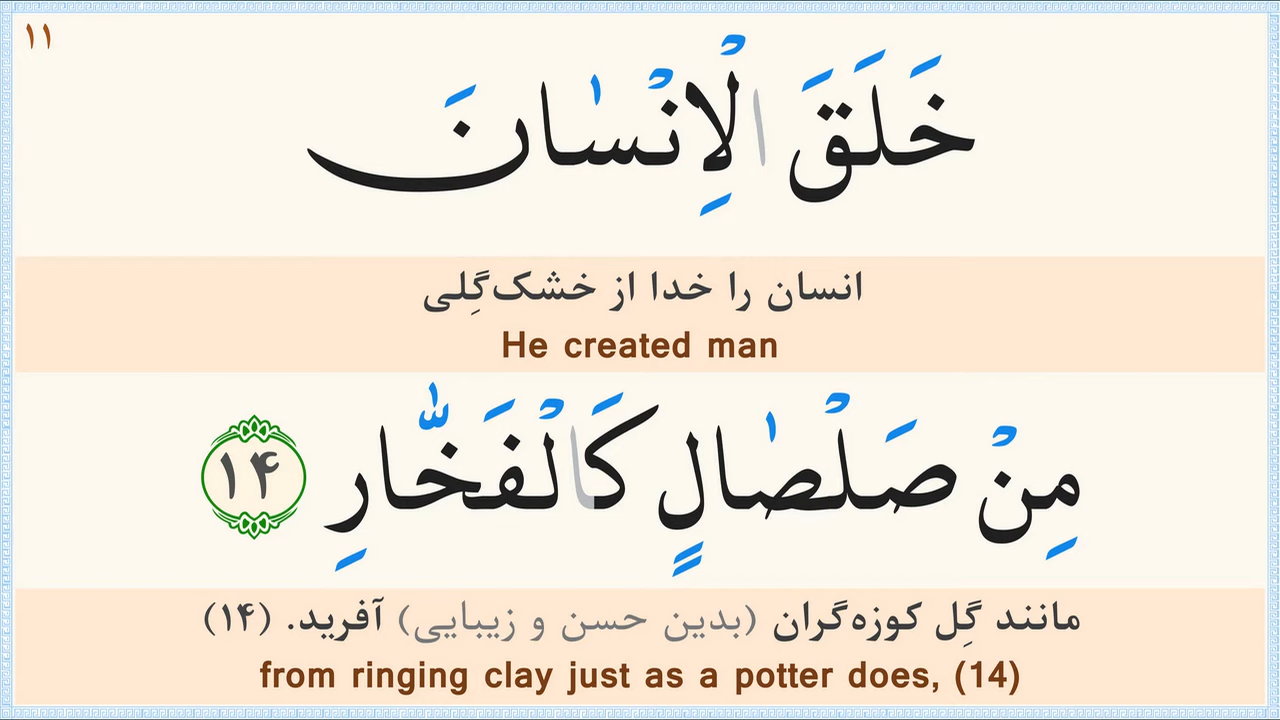 ۱۱
خَلَقَ الْاِنْسٰانَ
انسان را خدا از خشک‌گِلی
He created man
مِنْ صَلْصٰالٍ كَالْفَخّٰارِ ۱۴
مانند گِل کوزه‌گران (بدین حسن و زیبایی) آفرید. (۱۴)
from ringing clay just as a potter does, (14)